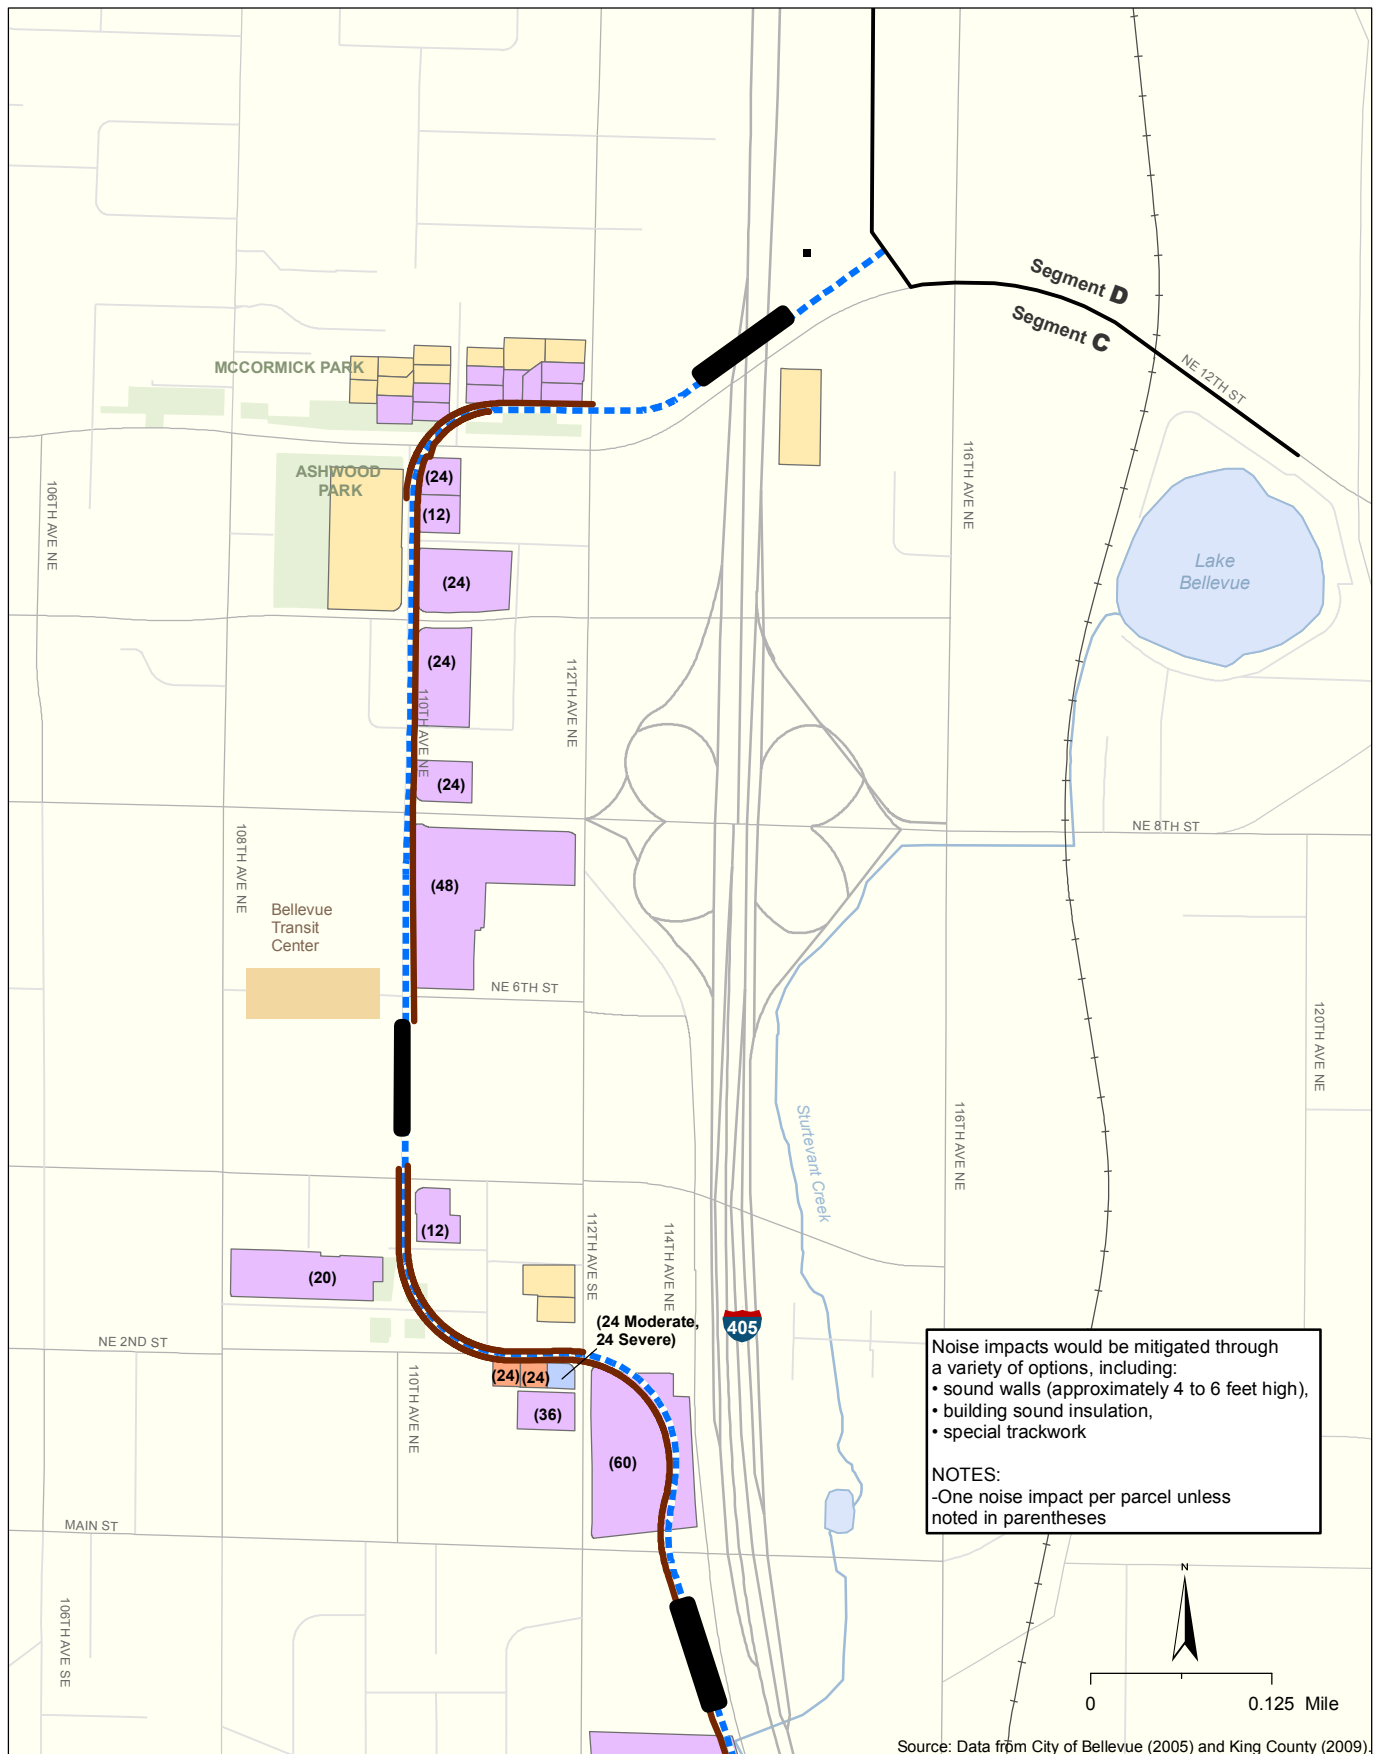 Segment D
Segment C
NE 12TH ST
MCCORMICK PARK
ASHWOOD
PARK
106TH AVE NE
(24)
(12)
116TH AVE NE
Lake
Bellevue
(24)
(24)
110TH AVE NE
112TH AVE NE
(24)
108TH AVE NE
NE 8TH ST
(48)
Bellevue
Transit
Center
NE 6TH ST
120TH AVE NE
Sturtevant Creek
116TH AVE NE
(12)
(20)
112TH AVE SE
114TH AVE NE
(24 Moderate,
24 Severe)
405
NE 2ND ST
110TH AVE NE
(24)
(24)
(36)
(60)
MAIN ST
106TH AVE SE
Noise impacts would be mitigated through
a variety of options, including:
• sound walls (approximately 4 to 6 feet high),
• building sound insulation,
• special trackwork
NOTES:
-One noise impact per parcel unless
noted in parentheses
N
0 0.125 Mile
Source: Data from City of Bellevue (2005) and King County (2009).